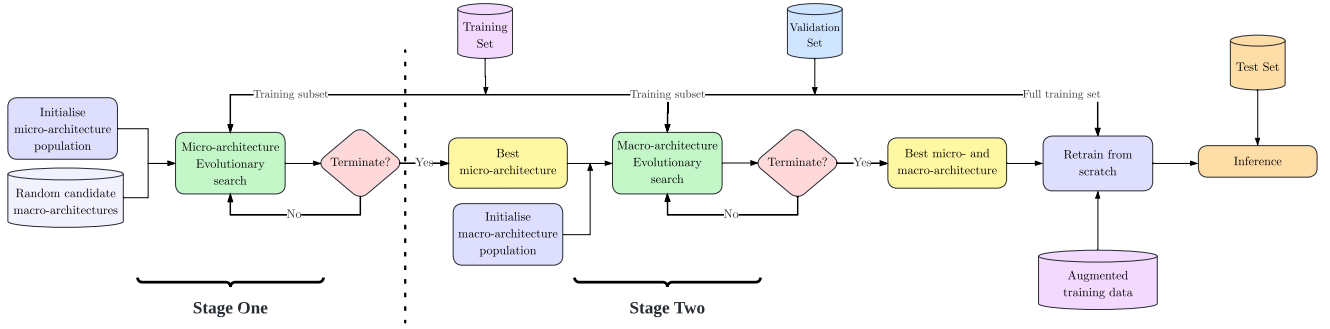 Training
Set
Validation
Set
Test Set
Training subset
Training subset
Full training set
Initialise
micro-architecture
population
Random candidate
macro-architectures
Micro-architecture
Evolutionary
search
Terminate?
No
Yes
Best
micro-architecture
Initialise
macro-architecture
population
Macro-architecture
Evolutionary
search
Terminate?
No
Yes
Best micro- and
macro-architecture
Retrain from
scratch
Inference
Augmented
training data
Stage One
Stage Two